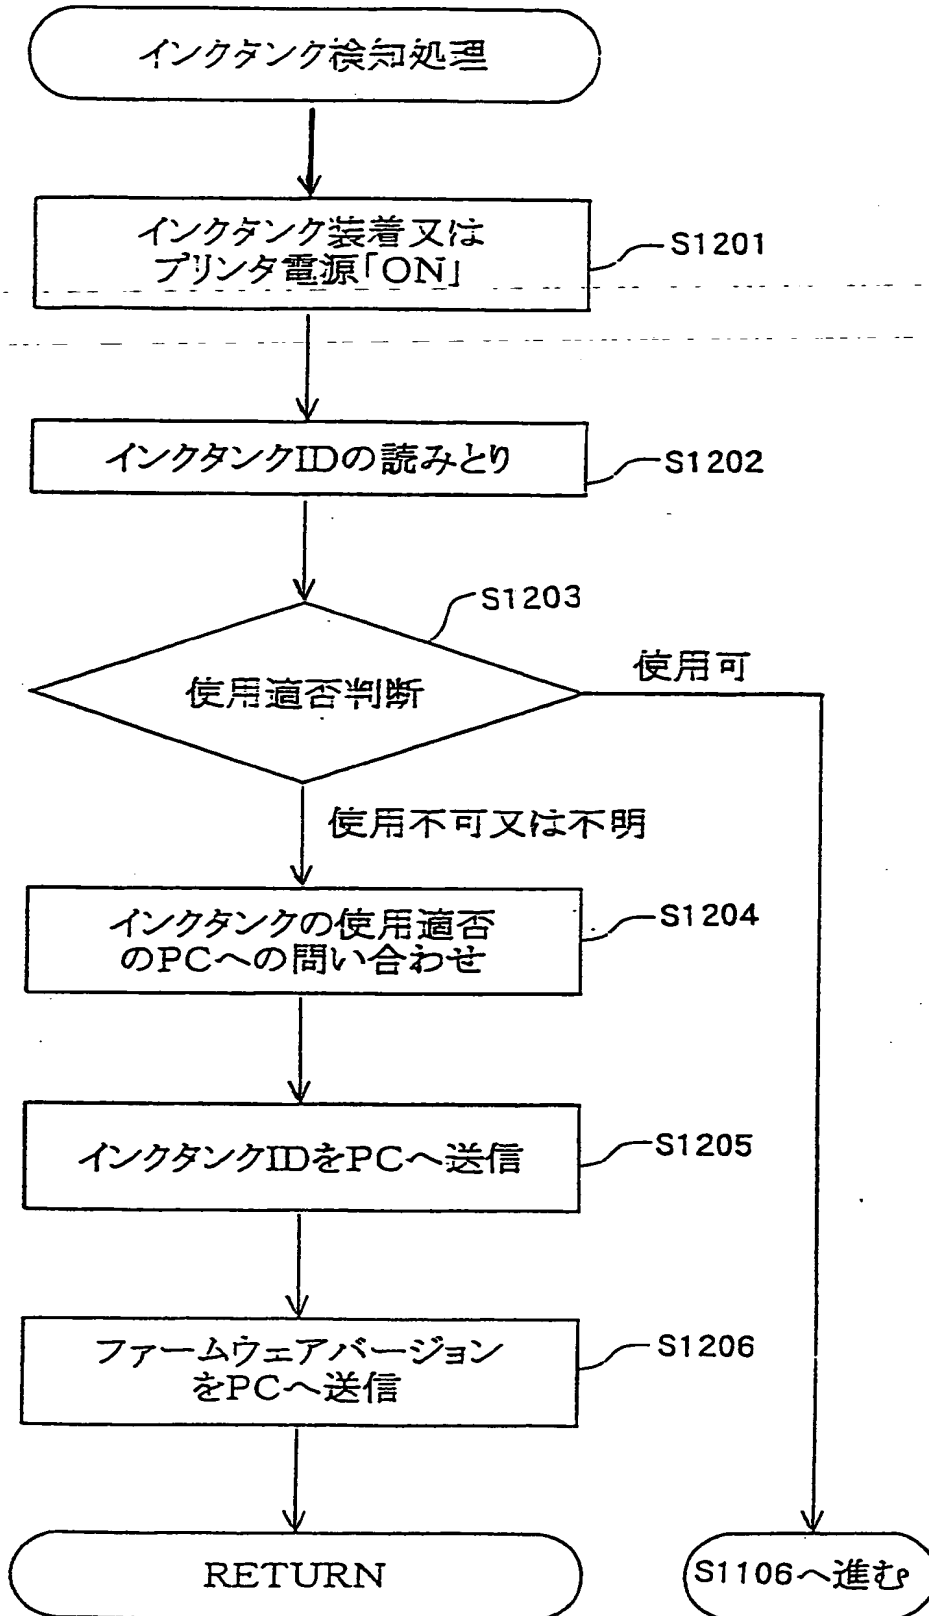 インクタンク検知処理
インクタンク装着又は
プリンタ電源「ON」
S1201
インクタンクIDの読みとり
S1202
S1203
使用適否判断
使用可
使用不可又は不明
インクタンクの使用適否
のPCへの問い合わせ
S1204
インクタンクIDをPCへ送信
S1205
ファームウェアバージョン
をPCへ送信
S1206
RETURN
S1106へ進む